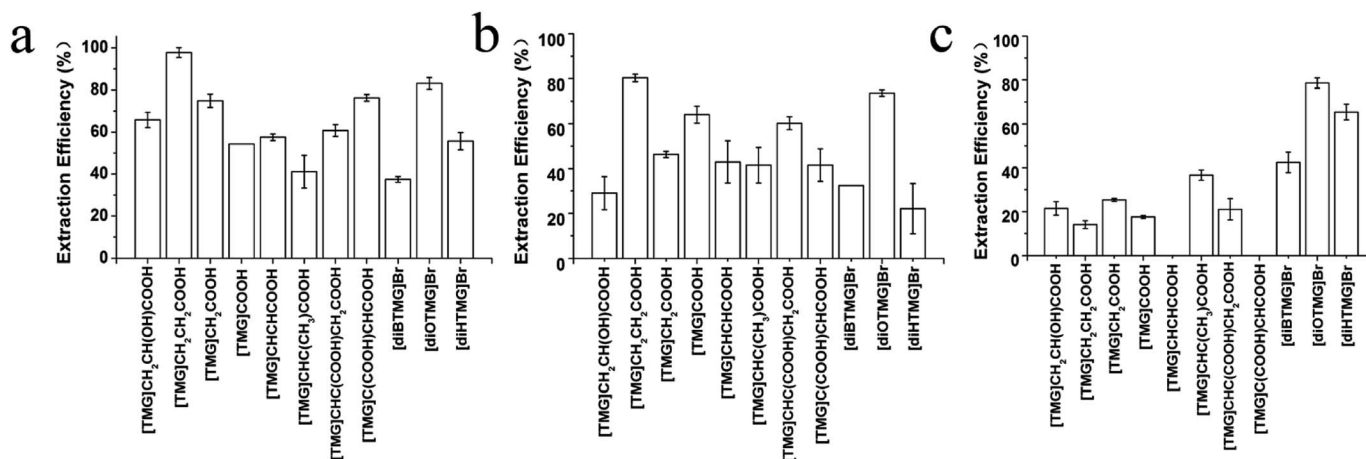 a
Extraction Efficiency (%)
100
80
60
40
20
0
[TMG]CH₂CH(OH)COOH
[TMG]CH₂CH₂COOH
[TMG]CH₂COOH
[TMG]COOH
[TMG]CHCHCOOH
[TMG]CHC(CH₃)COOH
[TMG]CHC(COOH)CH₂COOH
[TMG]C(COOH)CHCOOH
[diBTMG]Br
[diOTMG]Br
[diHTMG]Br
b
Extraction Efficiency (%)
100
80
60
40
20
0
[TMG]CH₂CH(OH)COOH
[TMG]CH₂CH₂COOH
[TMG]CH₂COOH
[TMG]COOH
[TMG]CHCHCOOH
[TMG]CHC(CH₃)COOH
[TMG]CHC(COOH)CH₂COOH
[TMG]C(COOH)CHCOOH
[diBTMG]Br
[diOTMG]Br
[diHTMG]Br
c
Extraction Efficiency (%)
100
80
60
40
20
0
[TMG]CH₂CH(OH)COOH
[TMG]CH₂CH₂COOH
[TMG]CH₂COOH
[TMG]COOH
[TMG]CHCHCOOH
[TMG]CHC(CH₃)COOH
[TMG]CHC(COOH)CH₂COOH
[TMG]C(COOH)CHCOOH
[diBTMG]Br
[diOTMG]Br
[diHTMG]Br